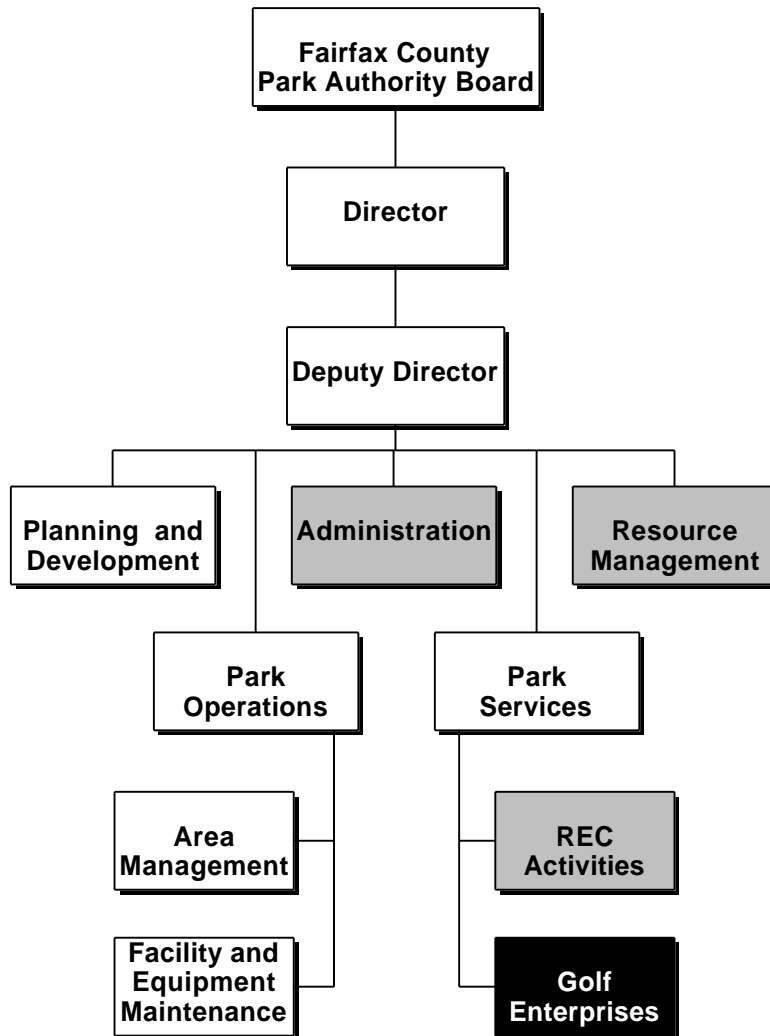 Fairfax County
Park Authority Board
Director
Deputy Director
Planning and
Development
Administration
Resource
Management
Park
Operations
Park
Services
Area
Management
REC
Activities
Facility and
Equipment
Maintenance
Golf
Enterprises